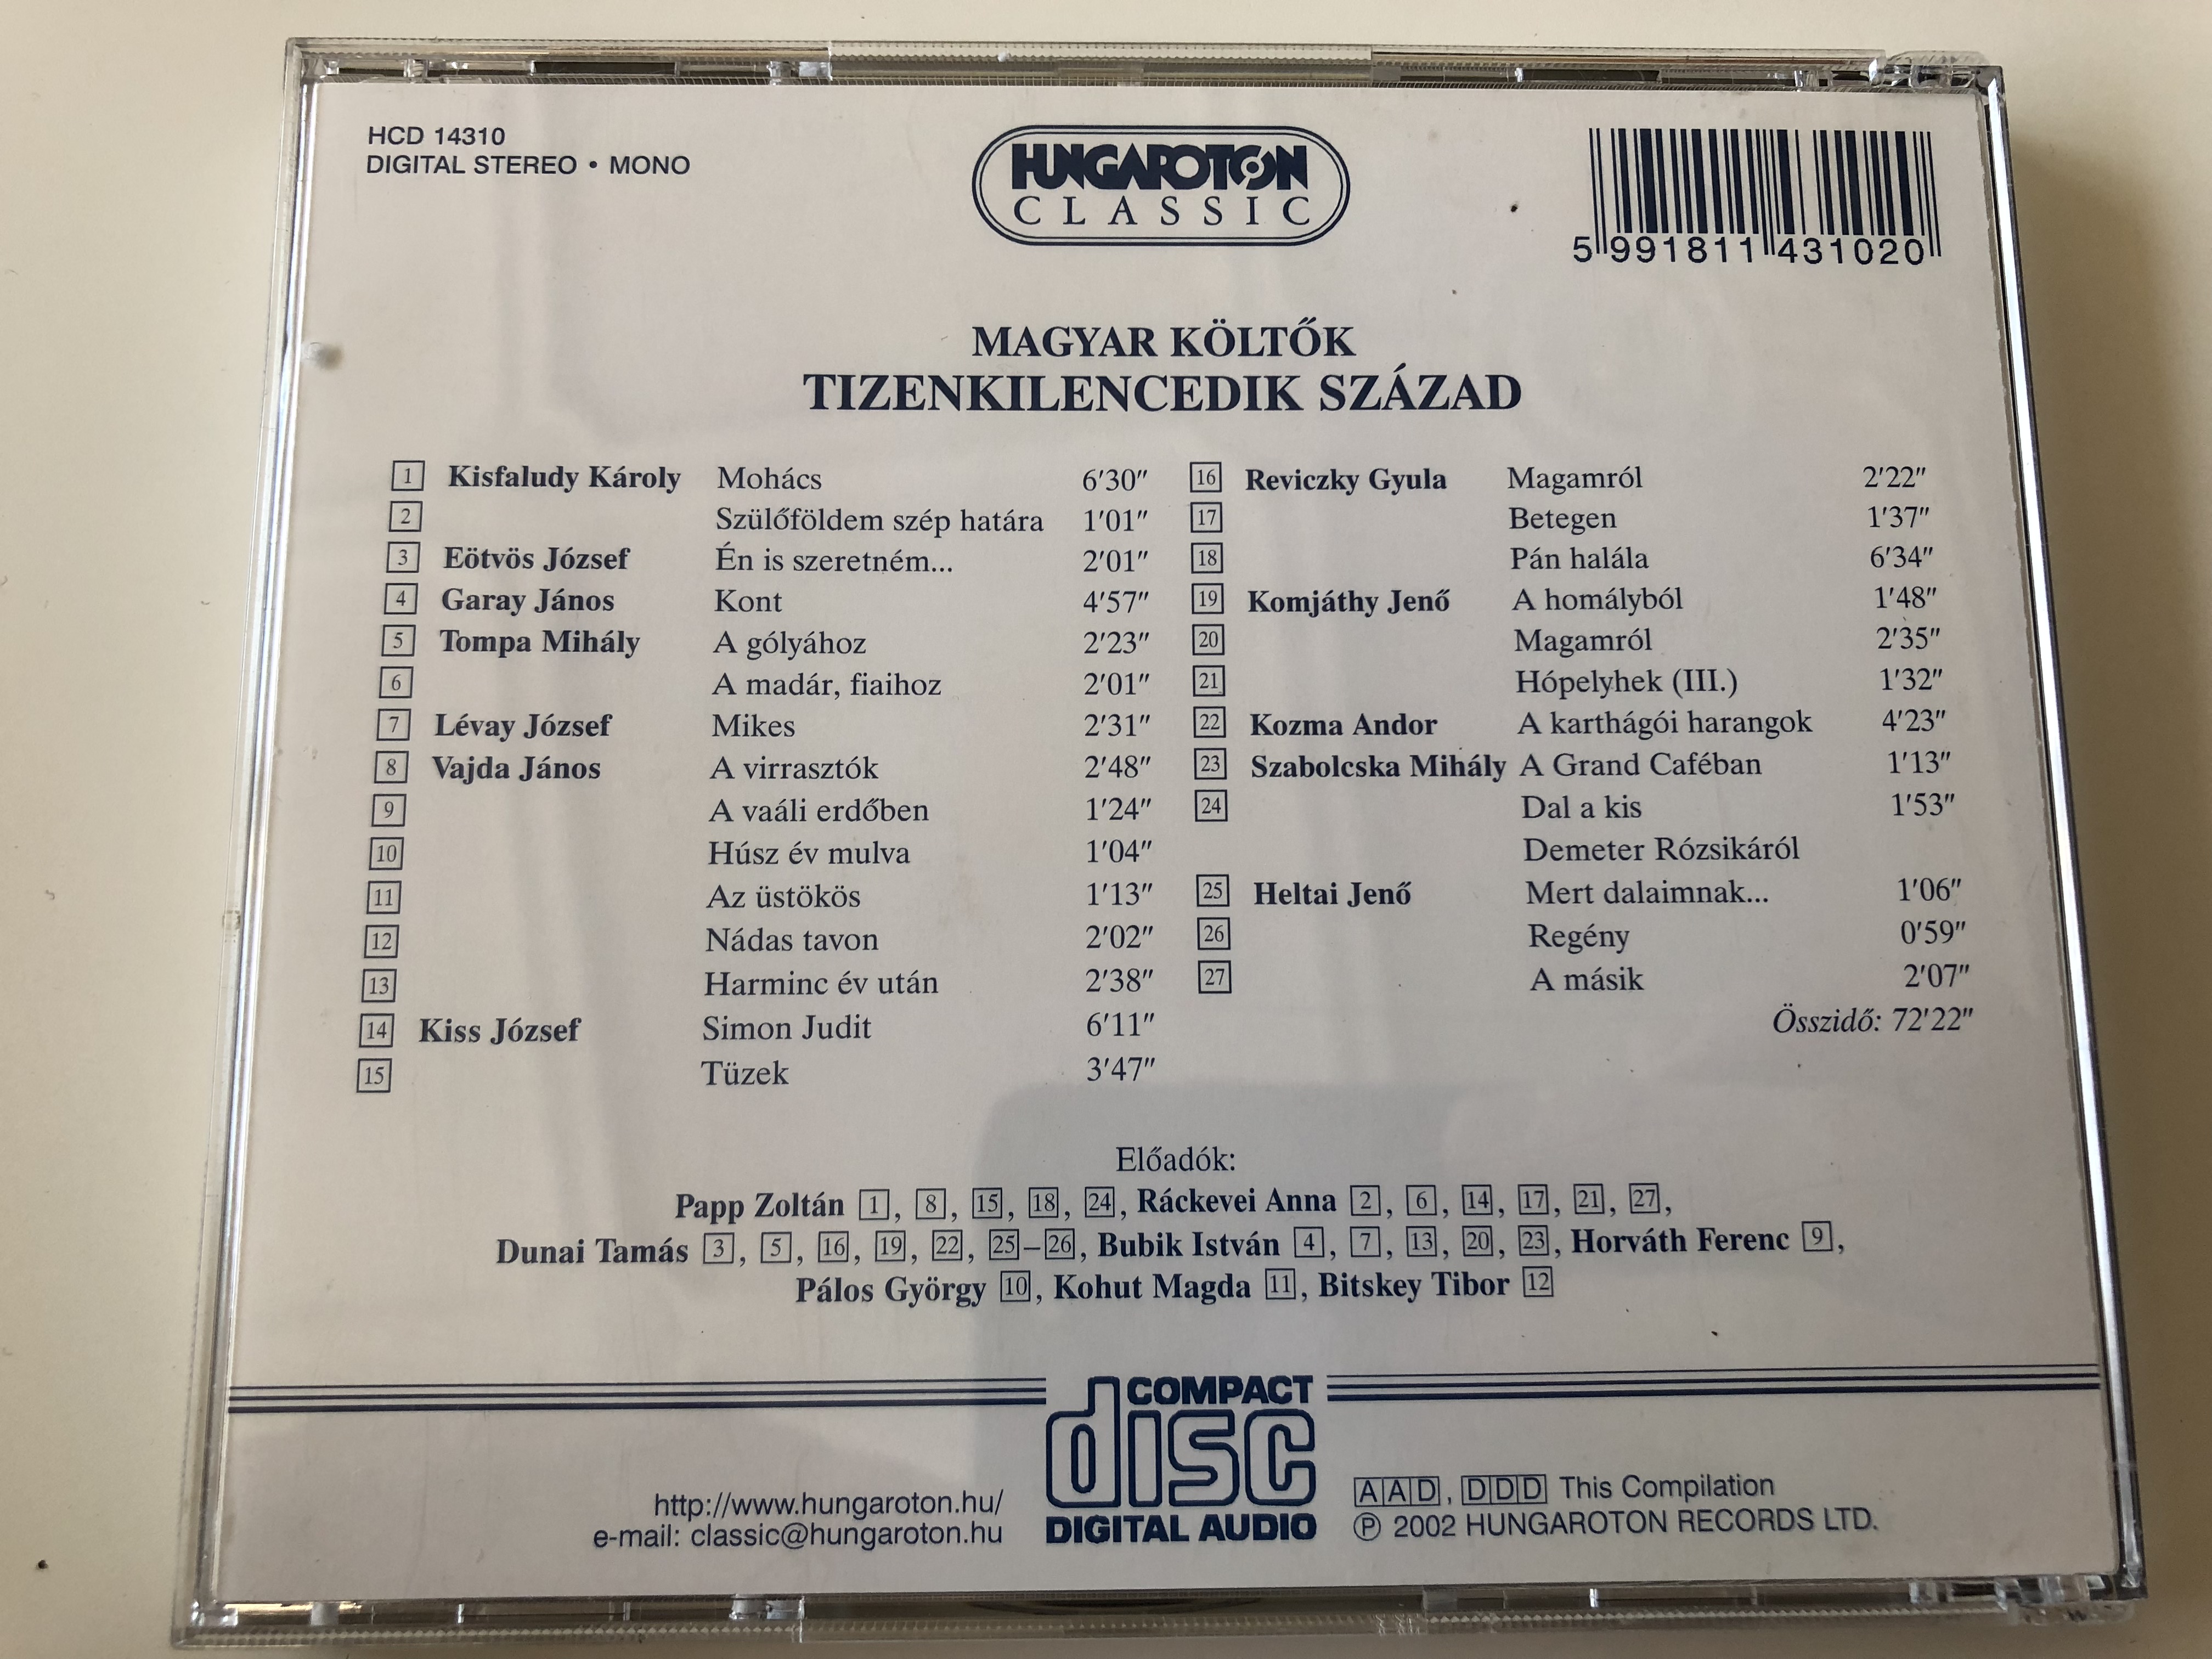 HCD 14310
DIGITAL STEREO • MONO
HUNGAROTON
CLASSIC
5 991811 431020
MAGYAR KÖLTŐK
TIZENKILENCEDIK SZÁZAD
1 Kisfaludy Károly Mohács 6'30"
2 Szülőföldem szép határa 1'01"
3 Eötvös József Én is szeretném... 2'01"
4 Garay János Kont 4'57"
5 Tompa Mihály A gólyához 2'23"
6 A madár, fiaihoz 2'01"
7 Lévay József Mikes 2'31"
8 Vajda János A virrasztók 2'48"
9 A vaáli erdőben 1'24"
10 Húsz év mulva 1'04"
11 Az üstökös 1'13"
12 Nádas tavon 2'02"
13 Harminc év után 2'38"
14 Kiss József Simon Judit 6'11"
15 Tüzek 3'47"
16 Reviczky Gyula Magamról 2'22"
17 Betegen 1'37"
18 Pán halála 6'34"
19 Komjáthy Jenő A homályból 1'48"
20 Magamról 2'35"
21 Hópelyhek (III.) 1'32"
22 Kozma Andor A karthágói harangok 4'23"
23 Szabolcska Mihály A Grand Caféban 1'13"
24 Dal a kis 1'53"
Demeter Rózsikáról
25 Heltai Jenő Mert dalaimnak... 1'06"
26 Regény 0'59"
27 A másik 2'07"
Összidő: 72'22"
Előadók:
Papp Zoltán 1, 8, 15, 18, 24, Ráckevei Anna 2, 6, 14, 17, 21, 27,
Dunai Tamás 3, 5, 16, 19, 22, 25–26, Bubik István 4, 7, 13, 20, 23, Horváth Ferenc 9,
Pálos György 10, Kohut Magda 11, Bitskey Tibor 12
COMPACT
disc
DIGITAL AUDIO
http://www.hungaroton.hu/
e-mail: classic@hungaroton.hu
AAD, DDD This Compilation
℗ 2002 HUNGAROTON RECORDS LTD.